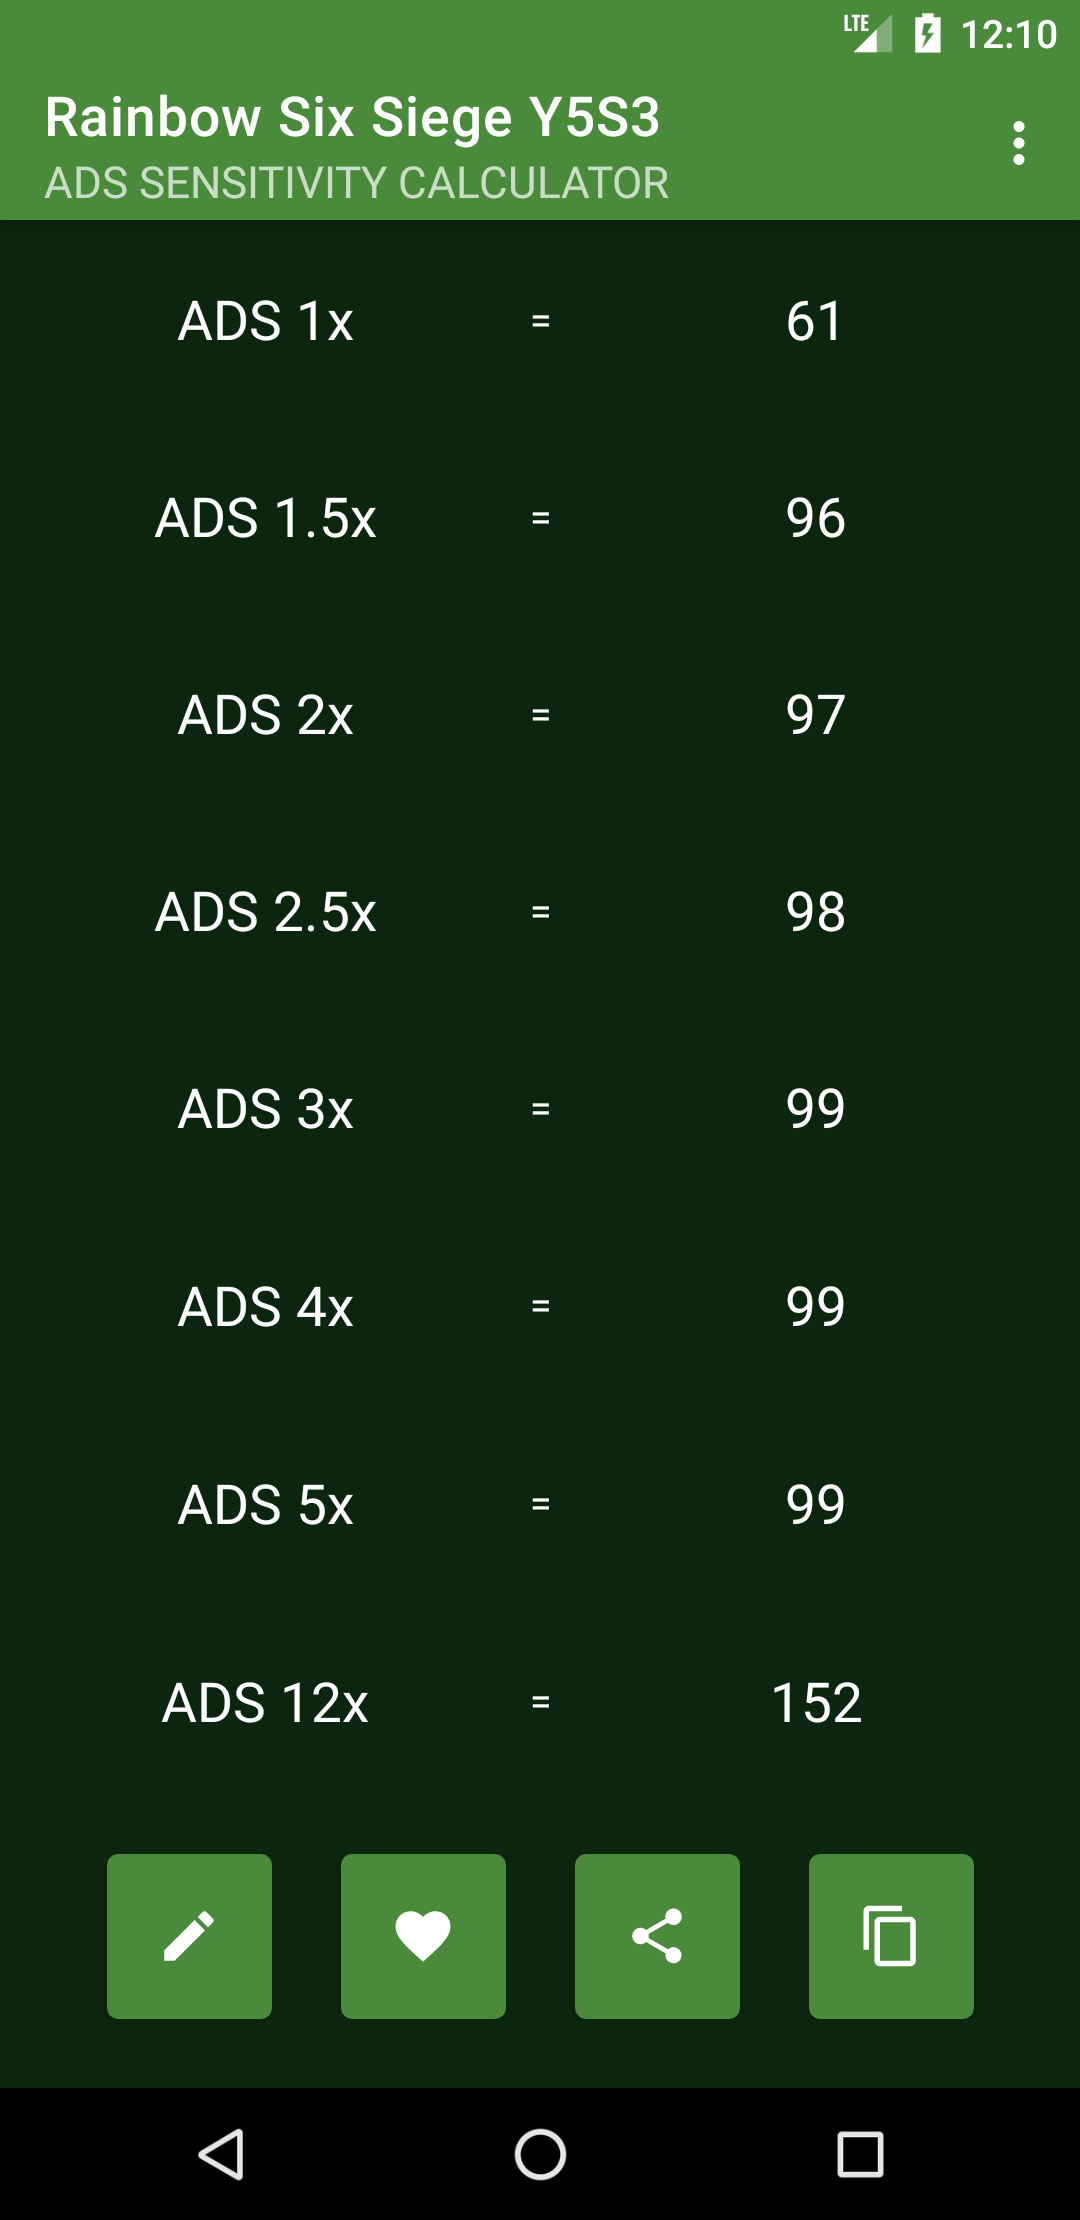 LTE 12:10
Rainbow Six Siege Y5S3
ADS SENSITIVITY CALCULATOR
ADS 1x = 61
ADS 1.5x = 96
ADS 2x = 97
ADS 2.5x = 98
ADS 3x = 99
ADS 4x = 99
ADS 5x = 99
ADS 12x = 152